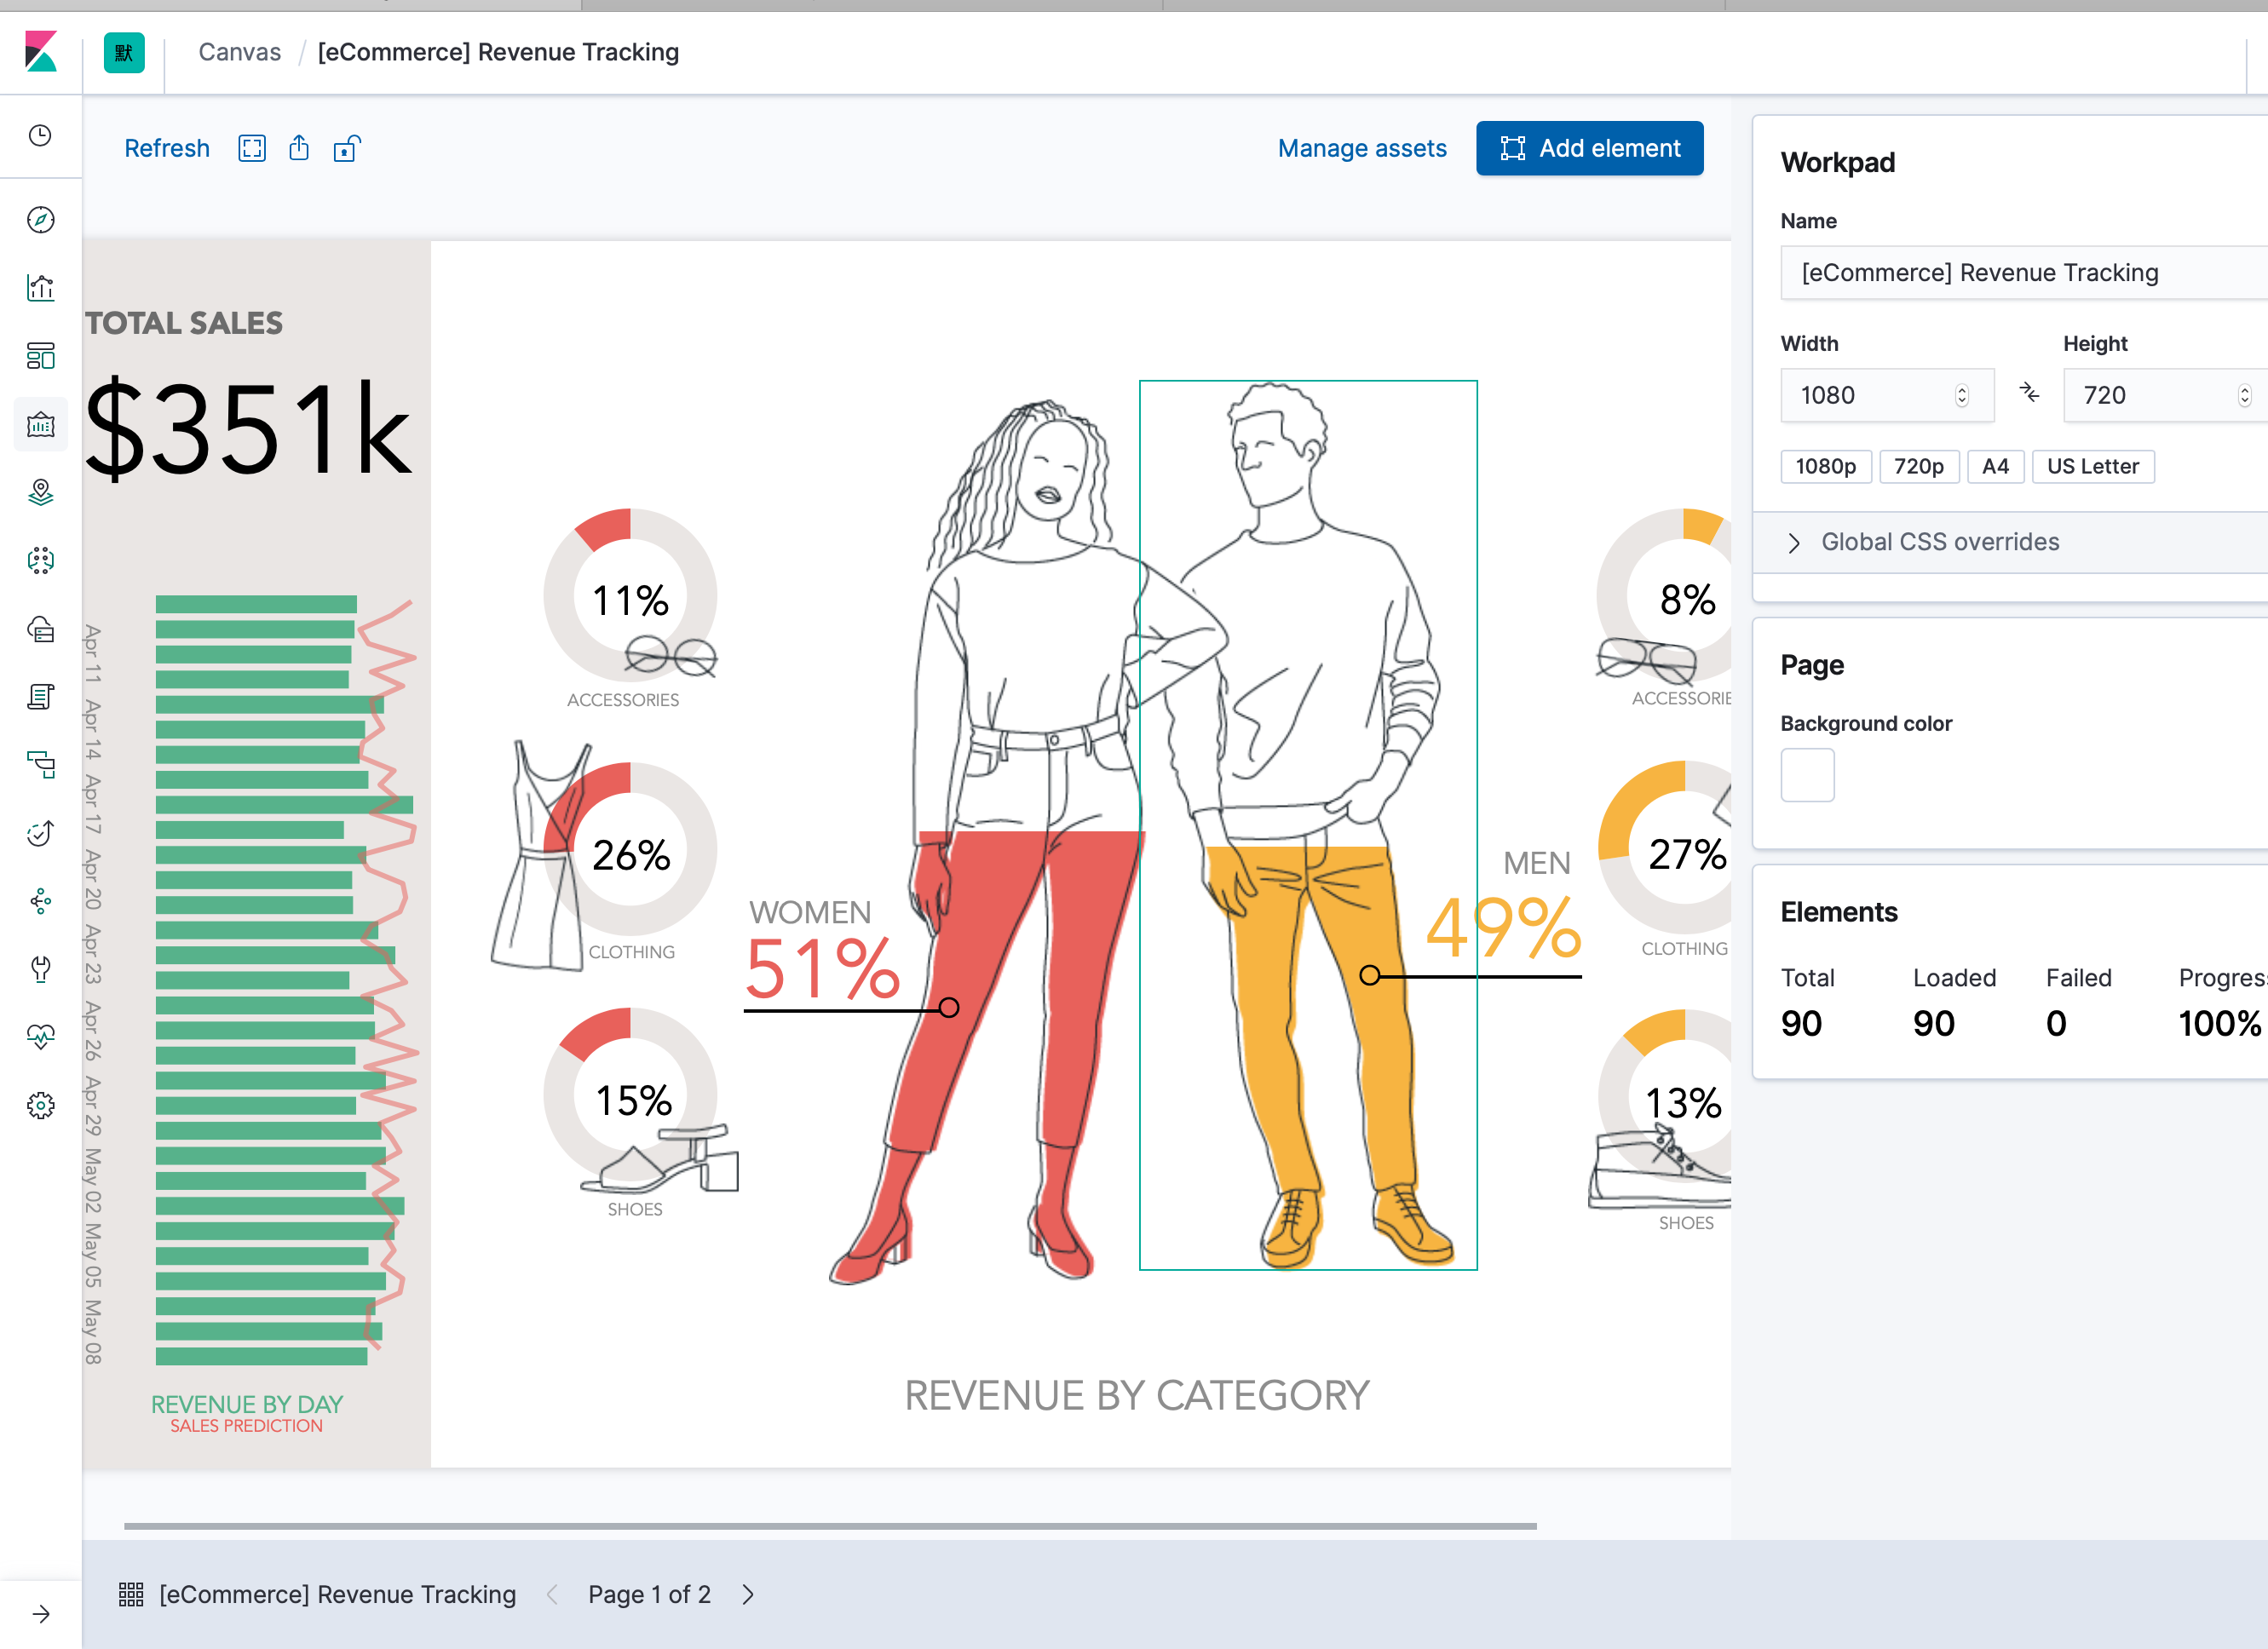 默
Canvas / [eCommerce] Revenue Tracking
Refresh
Manage assets
Add element
TOTAL SALES
$351k
Apr 11 Apr 14 Apr 17 Apr 20 Apr 23 Apr 26 Apr 29 May 02 May 05 May 08
REVENUE BY DAY
SALES PREDICTION
11%
ACCESSORIES
26%
CLOTHING
15%
SHOES
WOMEN
51%
MEN
49%
8%
ACCESSORIE
27%
CLOTHING
13%
SHOES
REVENUE BY CATEGORY
Workpad
Name
[eCommerce] Revenue Tracking
Width Height
1080 720
1080p 720p A4 US Letter
Global CSS overrides
Page
Background color
Elements
Total Loaded Failed Progres
90 90 0 100%
[eCommerce] Revenue Tracking Page 1 of 2